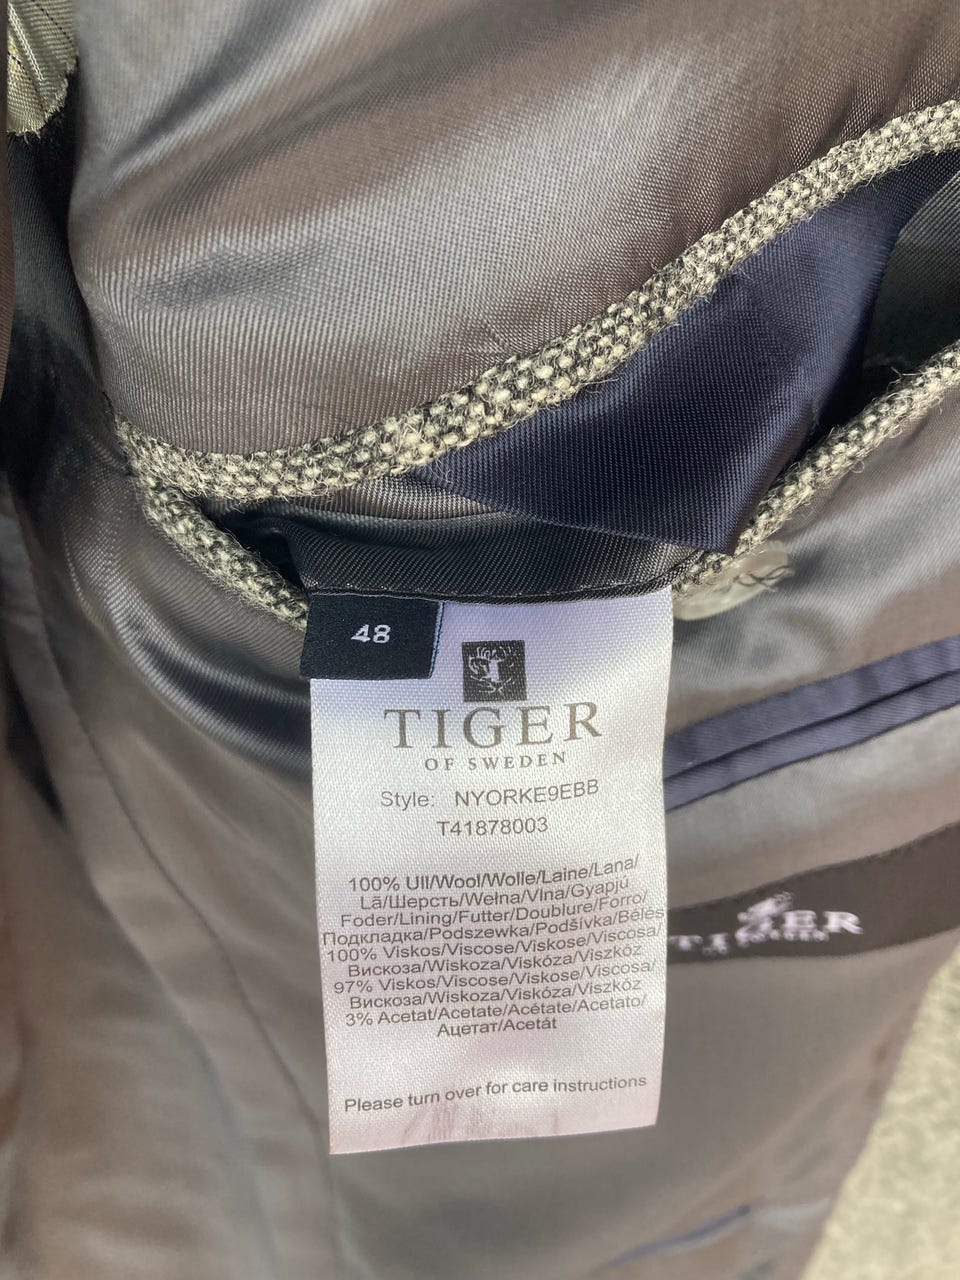 48
TIGER
OF SWEDEN
Style: NYORKE9EBB
T41878003
100% Ull/Wool/Wolle/Laine/Lana/
Lã/Шерсть/Wełna/Vlna/Gyapjú
Foder/Lining/Futter/Doublure/Forro/
Подкладка/Podszewka/Podšívka/Bélés
100% Viskos/Viscose/Viskose/Viscosa/
Вискоза/Wiskoza/Viskóza/Viszkóz
97% Viskos/Viscose/Viskose/Viscosa/
Вискоза/Wiskoza/Viskóza/Viszkóz
3% Acetat/Acetate/Acétate/Acetato/
Ацетат/Acetát
Please turn over for care instructions
TIGER